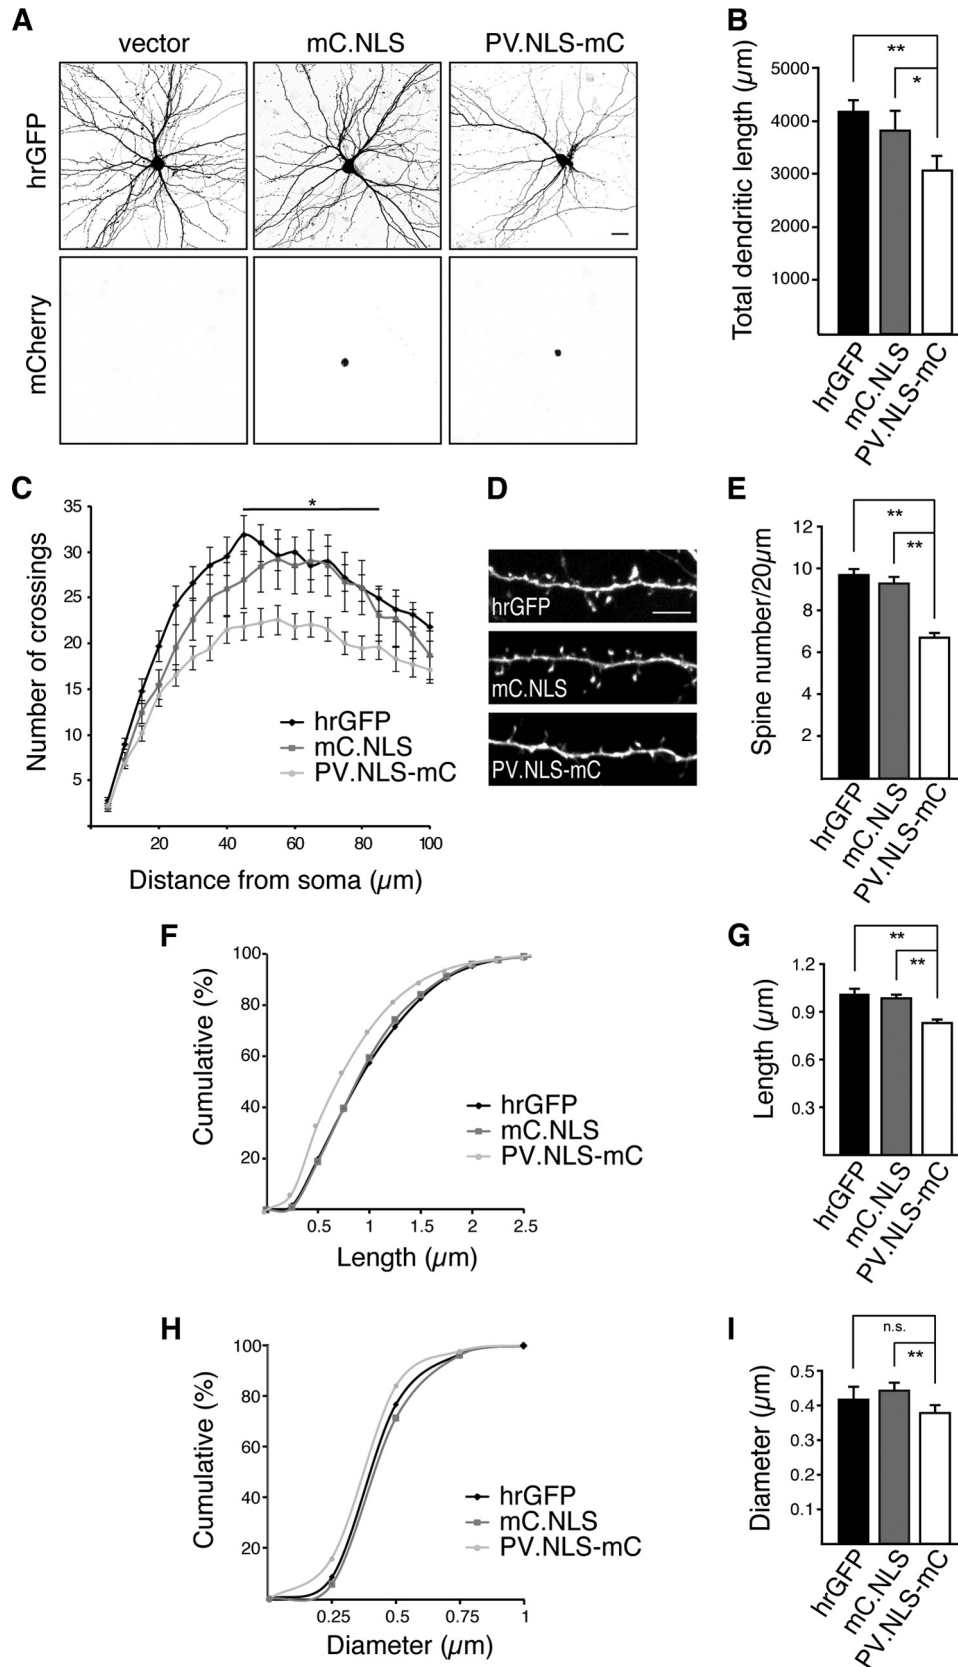 A
vector
mC.NLS
PV.NLS-mC
hrGFP
mCherry
B
**
*
Total dendritic length (µm)
5000
4000
3000
2000
1000
hrGFP
mC.NLS
PV.NLS-mC
C
*
Number of crossings
35
30
25
20
15
10
5
hrGFP
mC.NLS
PV.NLS-mC
20
40
60
80
100
Distance from soma (µm)
D
hrGFP
mC.NLS
PV.NLS-mC
E
**
**
Spine number/20µm
12
10
8
6
4
2
hrGFP
mC.NLS
PV.NLS-mC
F
Cumulative (%)
100
80
60
40
20
hrGFP
mC.NLS
PV.NLS-mC
0.5
1
1.5
2
2.5
Length (µm)
G
**
**
Length (µm)
1.2
0.9
0.6
0.3
hrGFP
mC.NLS
PV.NLS-mC
H
Cumulative (%)
100
80
60
40
20
hrGFP
mC.NLS
PV.NLS-mC
0.25
0.5
0.75
1
Diameter (µm)
I
n.s.
**
Diameter (µm)
0.5
0.4
0.3
0.2
0.1
hrGFP
mC.NLS
PV.NLS-mC